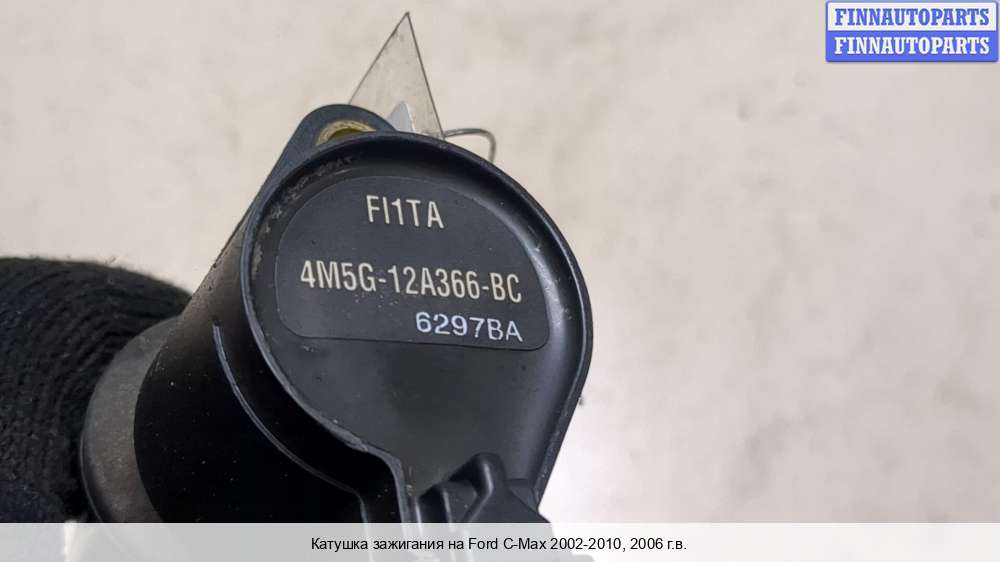 FINNAUTOPARTS
FINNAUTOPARTS
FI1TA
4M5G-12A366-BC
6297BA
Катушка зажигания на Ford C-Max 2002-2010, 2006 г.в.